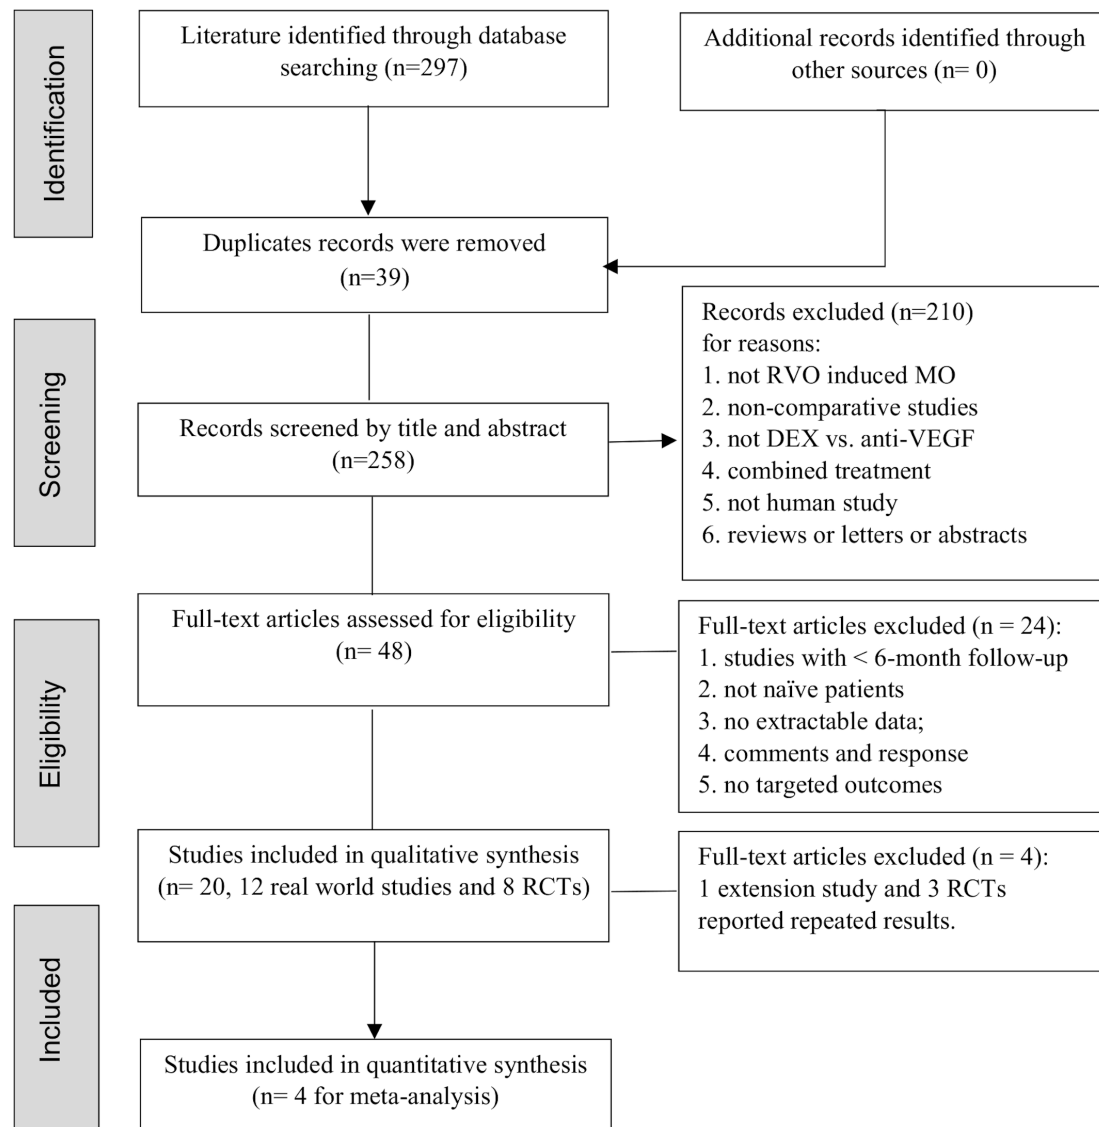 Identification
Literature identified through database
searching (n=297)
Additional records identified through
other sources (n= 0)
Duplicates records were removed
(n=39)
Screening
Records screened by title and abstract
(n=258)
Records excluded (n=210)
for reasons:
1. not RVO induced MO
2. non-comparative studies
3. not DEX vs. anti-VEGF
4. combined treatment
5. not human study
6. reviews or letters or abstracts
Eligibility
Full-text articles assessed for eligibility
(n= 48)
Full-text articles excluded (n = 24):
1. studies with < 6-month follow-up
2. not naïve patients
3. no extractable data;
4. comments and response
5. no targeted outcomes
Studies included in qualitative synthesis
(n= 20, 12 real world studies and 8 RCTs)
Full-text articles excluded (n = 4):
1 extension study and 3 RCTs
reported repeated results.
Included
Studies included in quantitative synthesis
(n= 4 for meta-analysis)